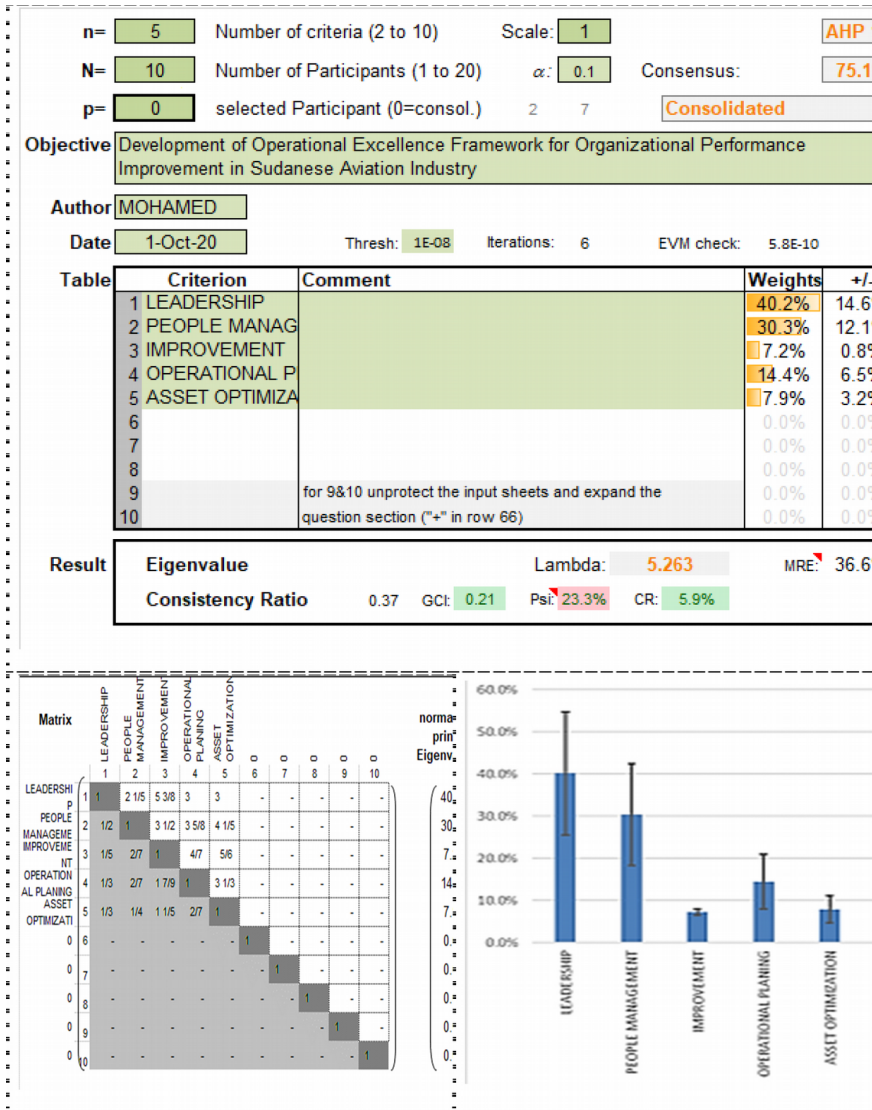 n= 5 Number of criteria (2 to 10) Scale: 1 AHP
N= 10 Number of Participants (1 to 20) α: 0.1 Consensus: 75.1
p= 0 selected Participant (0=consol.) 2 7 Consolidated
Objective Development of Operational Excellence Framework for Organizational Performance
Improvement in Sudanese Aviation Industry
Author MOHAMED
Date 1-Oct-20 Thresh: 1E-08 Iterations: 6 EVM check: 5.8E-10
Table Criterion Comment Weights +/-
1 LEADERSHIP 40.2% 14.6%
2 PEOPLE MANAG 30.3% 12.1%
3 IMPROVEMENT 7.2% 0.8%
4 OPERATIONAL P 14.4% 6.5%
5 ASSET OPTIMIZA 7.9% 3.2%
6 0.0% 0.0%
7 0.0% 0.0%
8 0.0% 0.0%
9 for 9&10 unprotect the input sheets and expand the 0.0% 0.0%
10 question section ("+" in row 66) 0.0% 0.0%
Result Eigenvalue Lambda: 5.263 MRE: 36.6
Consistency Ratio 0.37 GCI: 0.21 Psi: 23.3% CR: 5.9%
Matrix
LEADERSHIP
PEOPLE
MANAGEMENT
IMPROVEMENT
OPERATIONAL
PLANING
ASSET
OPTIMIZATION
0 0 0 0 0
norma
prin
Eigenv
1 2 3 4 5 6 7 8 9 10
LEADERSHI
P 1 1 2 1/5 5 3/8 3 3 - - - - - 40.
PEOPLE
MANAGEME 2 1/2 1 3 1/2 3 5/8 4 1/5 - - - - - 30.
IMPROVEME
NT 3 1/5 2/7 1 4/7 5/6 - - - - - 7.
OPERATION
AL PLANING 4 1/3 2/7 1 7/9 1 3 1/3 - - - - - 14
ASSET
OPTIMIZATI 5 1/3 1/4 1 1/5 2/7 1 - - - - - 7.
0 6 - - - - - 1 - - - - 0.
0 7 - - - - - - 1 - - - 0.
0 8 - - - - - - - 1 - - 0.
0 9 - - - - - - - - 1 - 0.
0 10 - - - - - - - - - 1 0.
60.0%
50.0%
40.0%
30.0%
20.0%
10.0%
0.0%
LEADERSHIP
PEOPLE MANAGEMENT
IMPROVEMENT
OPERATIONAL PLANING
ASSET OPTIMIZATION